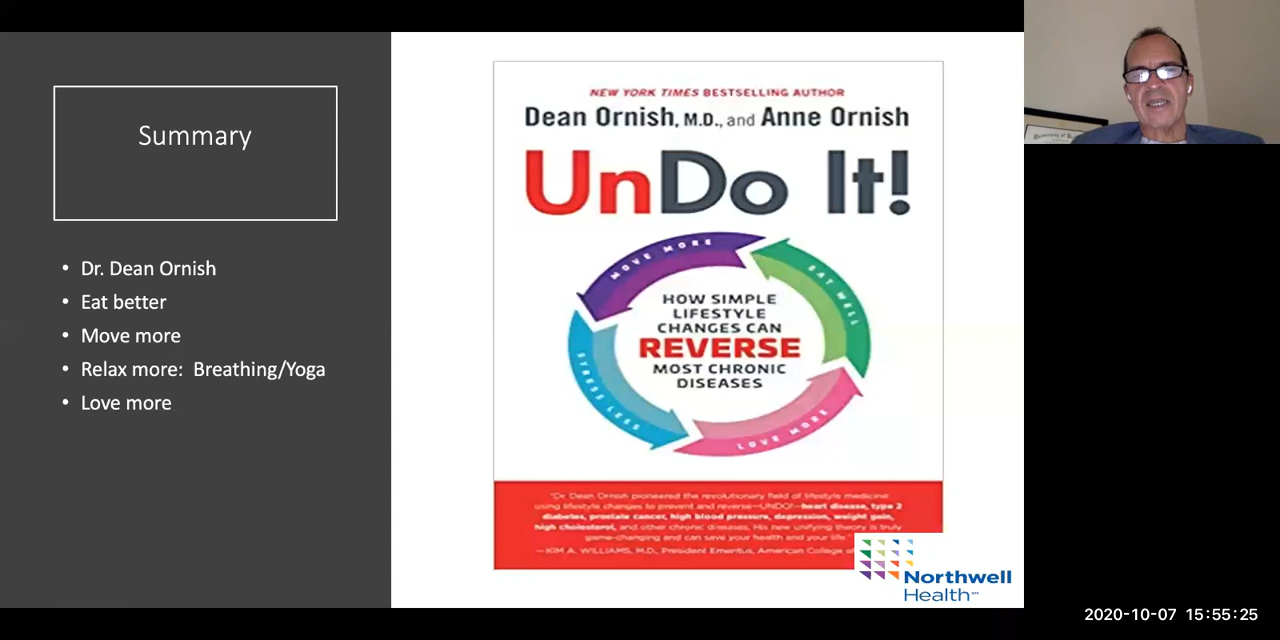 Summary
• Dr. Dean Ornish
• Eat better
• Move more
• Relax more:  Breathing/Yoga
• Love more
NEW YORK TIMES BESTSELLING AUTHOR
Dean Ornish, M.D., and Anne Ornish
UnDo It!
MOVE MORE
EAT WELL
HOW SIMPLE
LIFESTYLE
CHANGES CAN
REVERSE
MOST CHRONIC
DISEASES
STRESS LESS
LOVE MORE
"Dr. Dean Ornish pioneered the revolutionary field of lifestyle medicine
using lifestyle changes to prevent and reverse—UNDO!—heart disease, type 2
diabetes, prostate cancer, high blood pressure, depression, weight gain,
high cholesterol, and other chronic diseases. His new unifying theory is truly
game-changing and can save your health and your life."
—KIM A. WILLIAMS, M.D., President Emeritus, American College of
Northwell
Health
2020-10-07 15:55:25